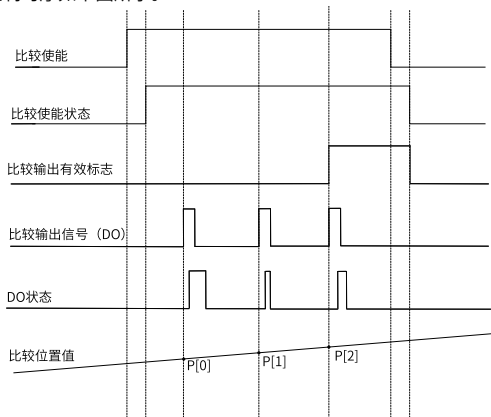 比较使能
比较使能状态
比较输出有效标志
比较输出信号（DO）
DO状态
比较位置值
P[0]
P[1]
P[2]